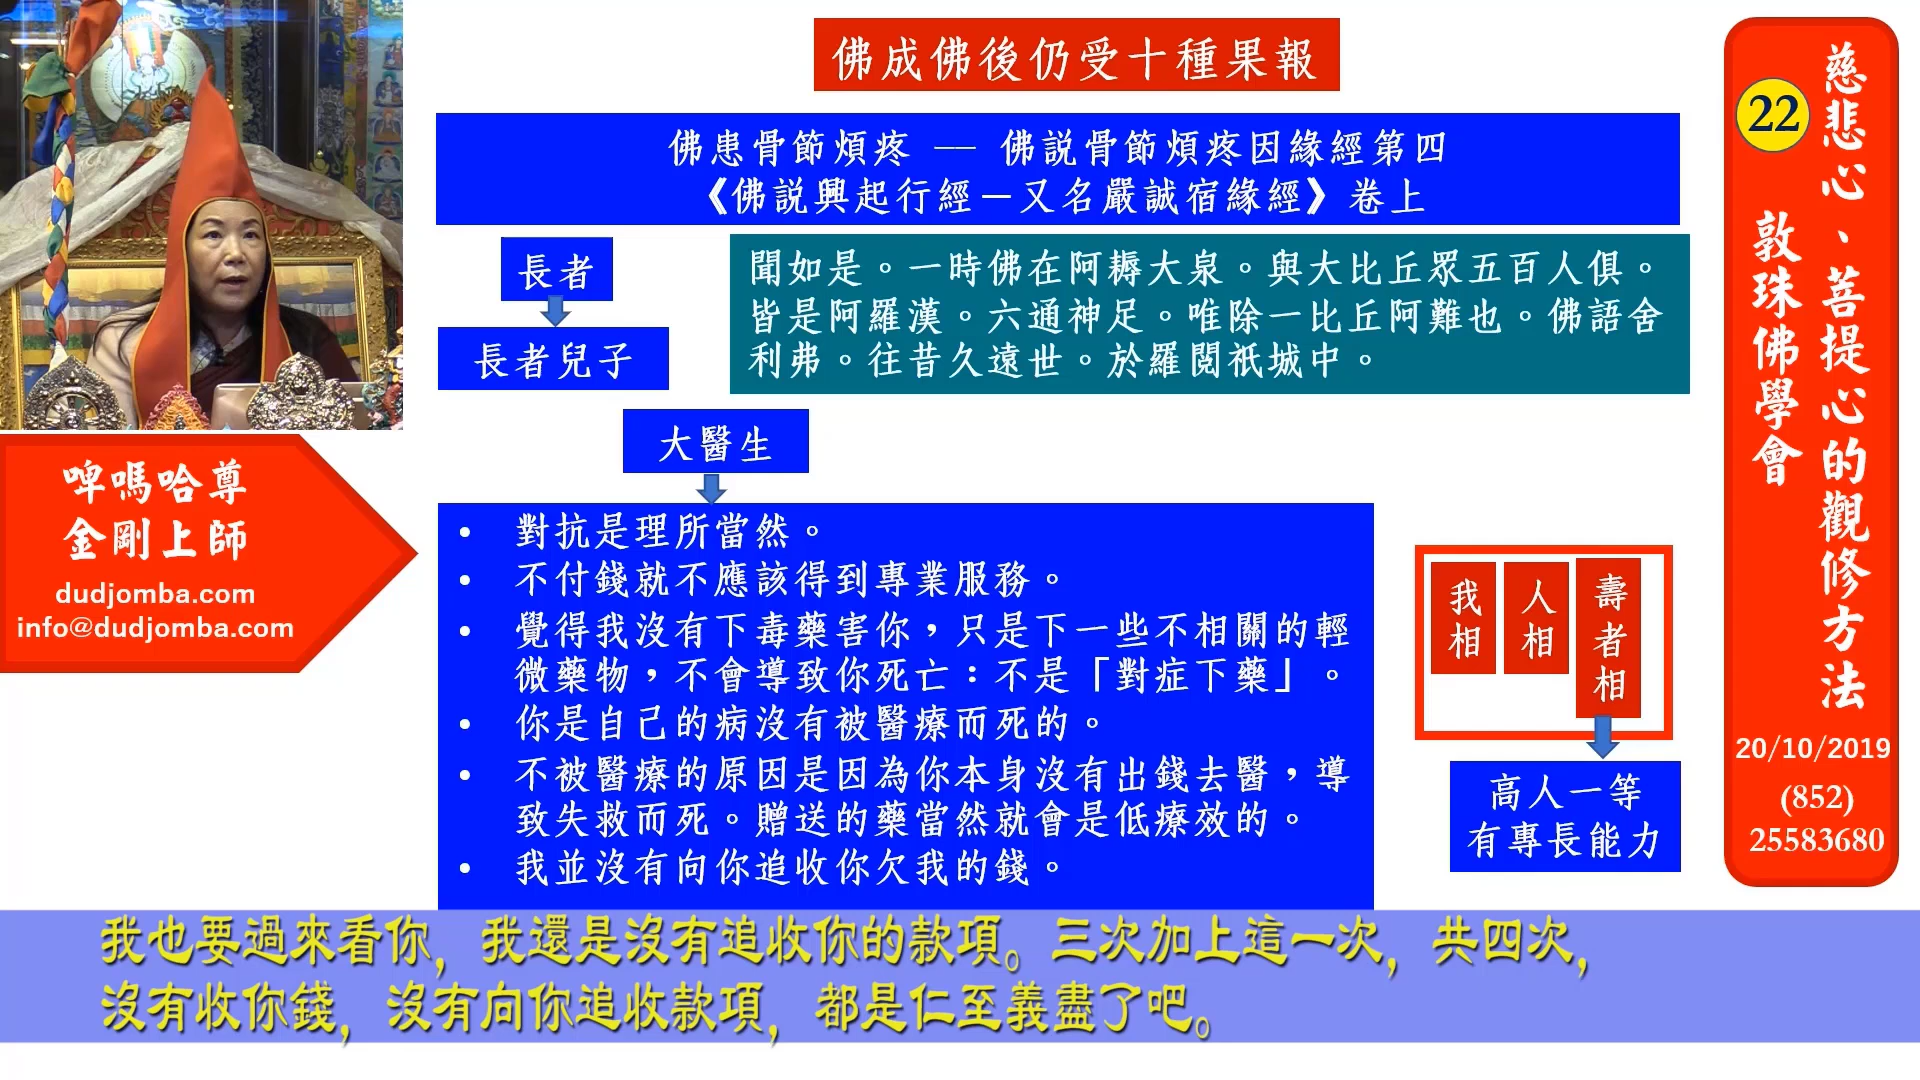 佛成佛後仍受十種果報
佛患骨節煩疼 — 佛説骨節煩疼因緣經第四
《佛説興起行經－又名嚴誡宿緣經》卷上
長者
長者兒子
聞如是。一時佛在阿耨大泉。與大比丘眾五百人俱。
皆是阿羅漢。六通神足。唯除一比丘阿難也。佛語舍
利弗。往昔久遠世。於羅閱祇城中。
大醫生
• 對抗是理所當然。
• 不付錢就不應該得到專業服務。
• 覺得我沒有下毒藥害你，只是下一些不相關的輕
微藥物，不會導致你死亡：不是「對症下藥」。
• 你是自己的病沒有被醫療而死的。
• 不被醫療的原因是因為你本身沒有出錢去醫，導
致失救而死。贈送的藥當然就會是低療效的。
• 我並沒有向你追收你欠我的錢。
我相
人相
壽者相
高人一等
有專長能力
啤嗎哈尊
金剛上師
dudjomba.com
info@dudjomba.com
22
慈悲心、菩提心的觀修方法
敦珠佛學會
20/10/2019
(852)
25583680
我也要過來看你，我還是沒有追收你的款項。三次加上這一次，共四次，
沒有收你錢，沒有向你追收款項，都是仁至義盡了吧。